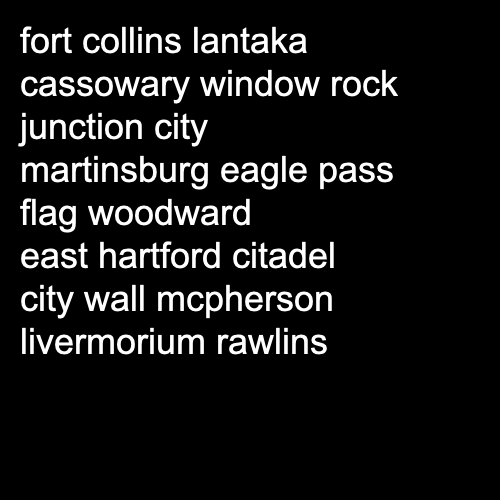 fort collins lantaka
cassowary window rock
junction city
martinsburg eagle pass
flag woodward
east hartford citadel
city wall mcpherson
livermorium rawlins